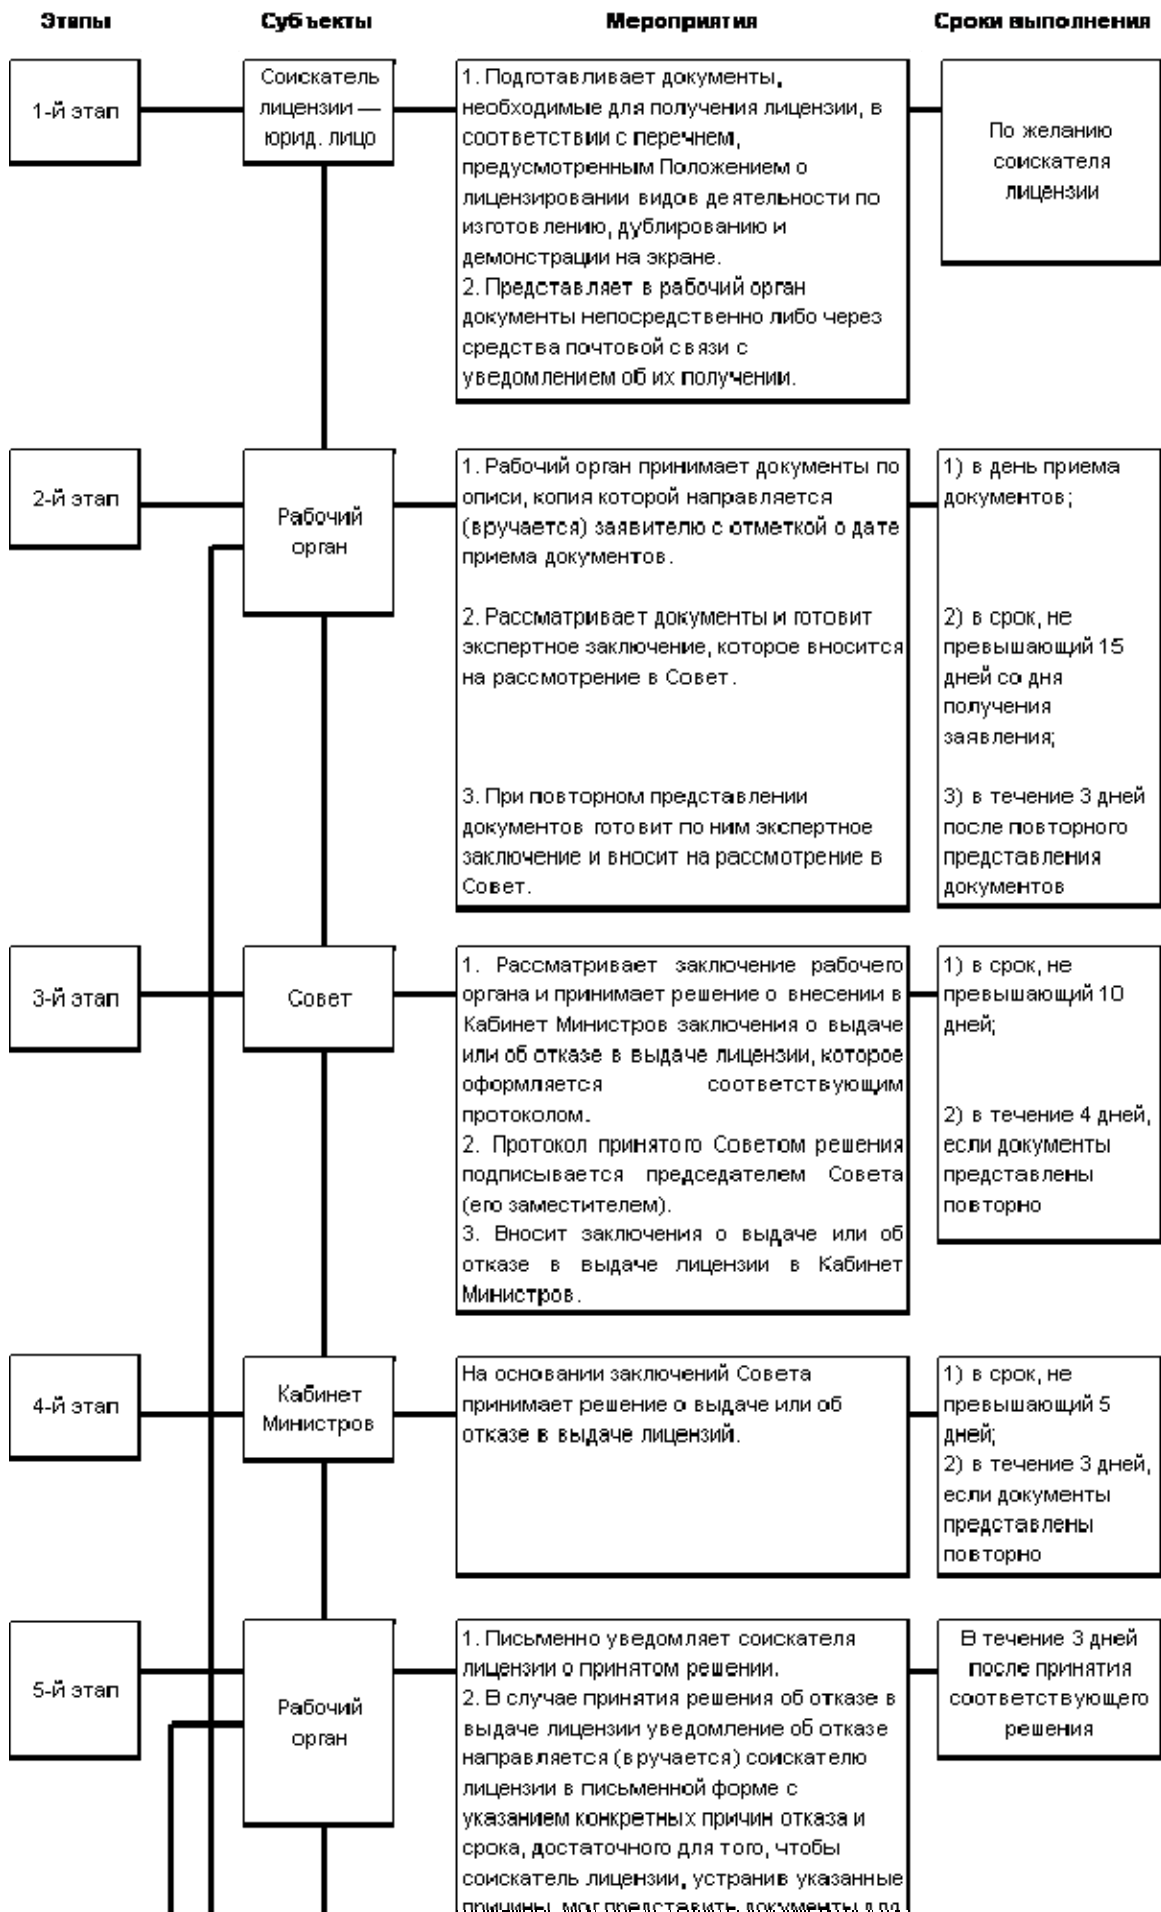 Этапы
Субъекты
Мероприятия
Сроки выполнения
1-й этап
Соискатель
лицензии —
юрид. лицо
1. Подготавливает документы,
необходимые для получения лицензии, в
соответствии с перечнем,
предусмотренным Положением о
лицензировании видов деятельности по
изготовлению, дублированию и
демонстрации на экране.
2. Представляет в рабочий орган
документы непосредственно либо через
средства почтовой связи с
уведомлением об их получении.
По желанию
соискателя
лицензии
2-й этап
Рабочий
орган
1. Рабочий орган принимает документы по
описи, копия которой направляется
(вручается) заявителю с отметкой о дате
приема документов.
2. Рассматривает документы и готовит
экспертное заключение, которое вносится
на рассмотрение в Совет.
3. При повторном представлении
документов готовит по ним экспертное
заключение и вносит на рассмотрение в
Совет.
1) в день приема
документов;
2) в срок, не
превышающий 15
дней со дня
получения
заявления;
3) в течение 3 дней
после повторного
представления
документов
3-й этап
Совет
1. Рассматривает заключение рабочего
органа и принимает решение о внесении в
Кабинет Министров заключения о выдаче
или об отказе в выдаче лицензии, которое
оформляется соответствующим
протоколом.
2. Протокол принятого Советом решения
подписывается председателем Совета
(его заместителем).
3. Вносит заключения о выдаче или об
отказе в выдаче лицензии в Кабинет
Министров.
1) в срок, не
превышающий 10
дней;
2) в течение 4 дней,
если документы
представлены
повторно
4-й этап
Кабинет
Министров
На основании заключений Совета
принимает решение о выдаче или об
отказе в выдаче лицензий.
1) в срок, не
превышающий 5
дней;
2) в течение 3 дней,
если документы
представлены
повторно
5-й этап
Рабочий
орган
1. Письменно уведомляет соискателя
лицензии о принятом решении.
2. В случае принятия решения об отказе в
выдаче лицензии уведомление об отказе
направляется (вручается) соискателю
лицензии в письменной форме с
указанием конкретных причин отказа и
срока, достаточного для того, чтобы
соискатель лицензии, устранив указанные
причины, мог представить документы для
В течение 3 дней
после принятия
соответствующего
решения